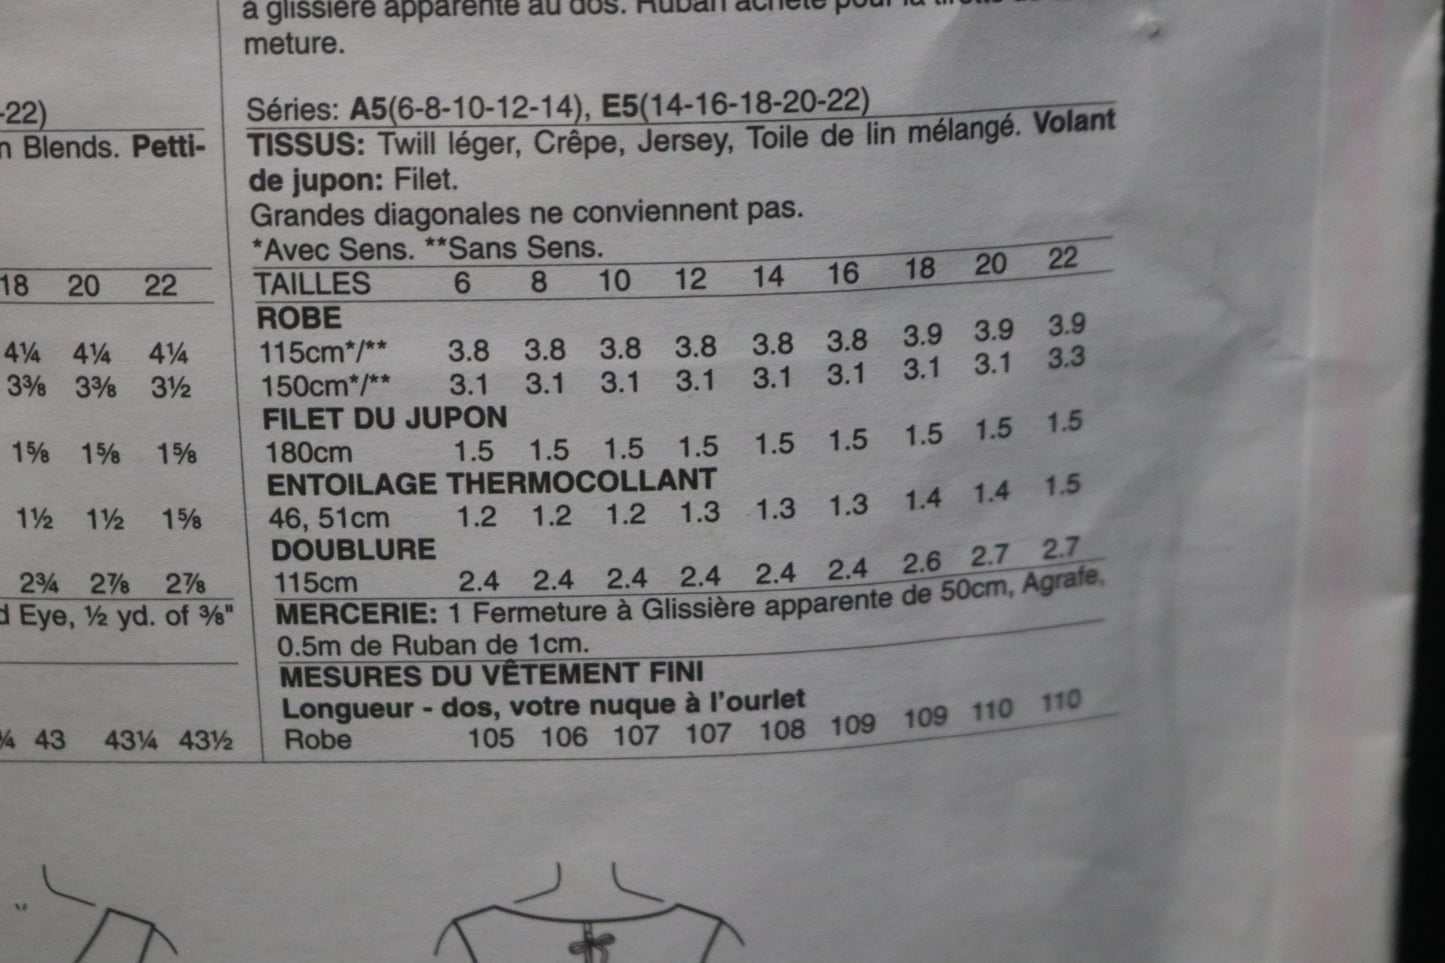 à glissière apparente au dos. Ruban acheté pour la
meture.
Séries: A5(6-8-10-12-14), E5(14-16-18-20-22)
TISSUS: Twill léger, Crêpe, Jersey, Toile de lin mélangé. Volant
de jupon: Filet.
Grandes diagonales ne conviennent pas.
*Avec Sens. **Sans Sens.
TAILLES 6 8 10 12 14 16 18 20 22
ROBE
115cm*/** 3.8 3.8 3.8 3.8 3.8 3.8 3.9 3.9 3.9
150cm*/** 3.1 3.1 3.1 3.1 3.1 3.1 3.1 3.1 3.3
FILET DU JUPON
180cm 1.5 1.5 1.5 1.5 1.5 1.5 1.5 1.5 1.5
ENTOILAGE THERMOCOLLANT
46, 51cm 1.2 1.2 1.2 1.3 1.3 1.3 1.4 1.4 1.5
DOUBLURE
115cm 2.4 2.4 2.4 2.4 2.4 2.4 2.6 2.7 2.7
MERCERIE: 1 Fermeture à Glissière apparente de 50cm, Agrafe,
0.5m de Ruban de 1cm.
MESURES DU VÊTEMENT FINI
Longueur - dos, votre nuque à l'ourlet
Robe 105 106 107 107 108 109 109 110 110
-22)
n Blends. Petti-
18 20 22
4¼ 4¼ 4¼
3⅜ 3⅜ 3½
1⅝ 1⅝ 1⅝
1½ 1½ 1⅝
2¾ 2⅞ 2⅞
d Eye, ½ yd. of ⅜"
43 43¼ 43½